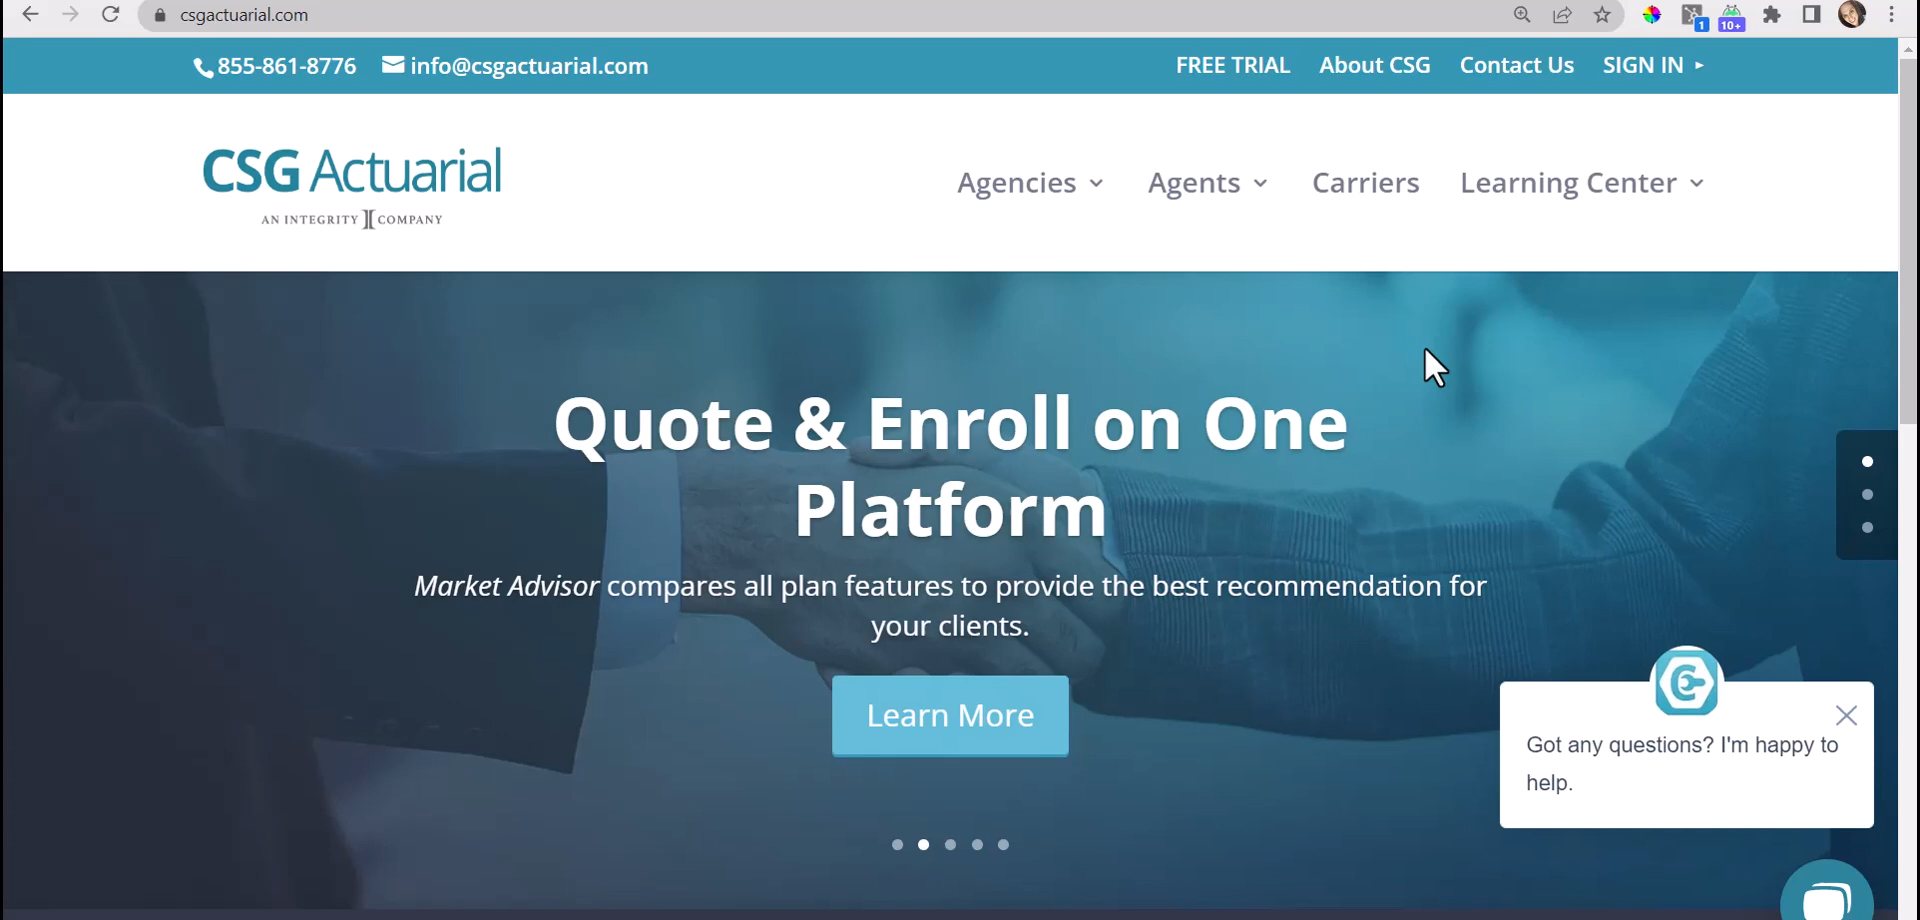 csgactuarial.com
1
10+
855-861-8776 info@csgactuarial.com FREE TRIAL About CSG Contact Us SIGN IN
CSG Actuarial
AN INTEGRITY COMPANY
Agencies Agents Carriers Learning Center
Quote & Enroll on One
Platform
Market Advisor compares all plan features to provide the best recommendation for
your clients.
Learn More
Got any questions? I'm happy to
help.